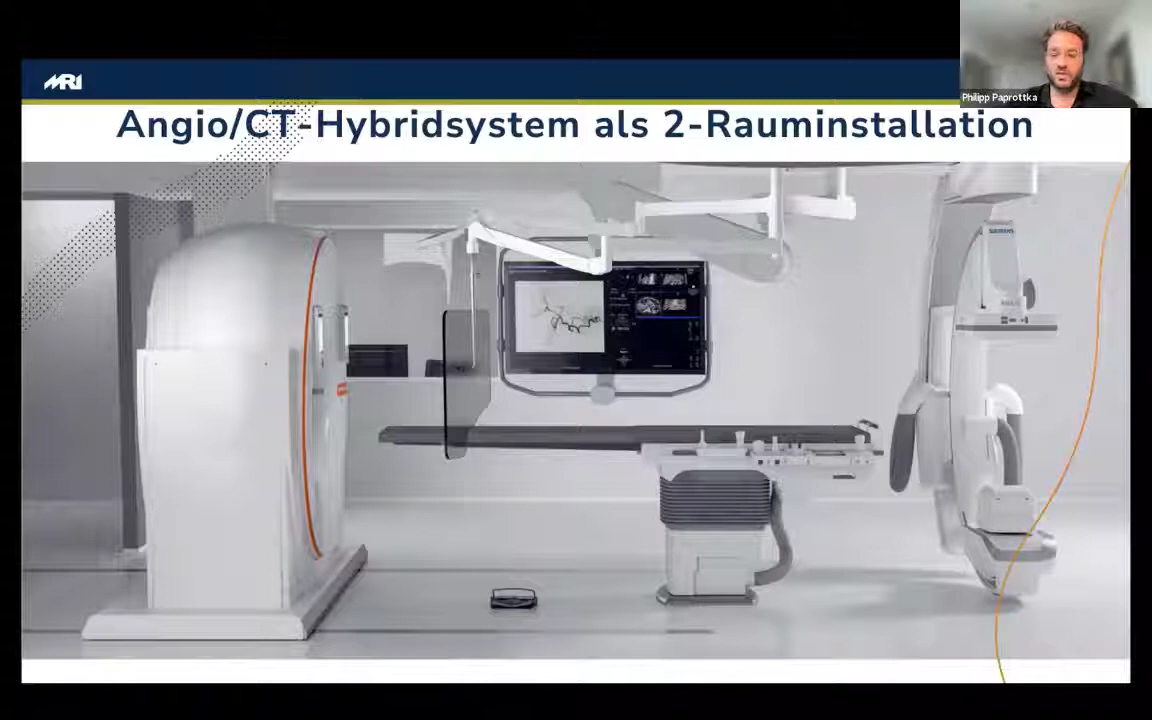 MRI
Philipp Paprottka
Angio/CT-Hybridsystem als 2-Rauminstallation
SIEMENS